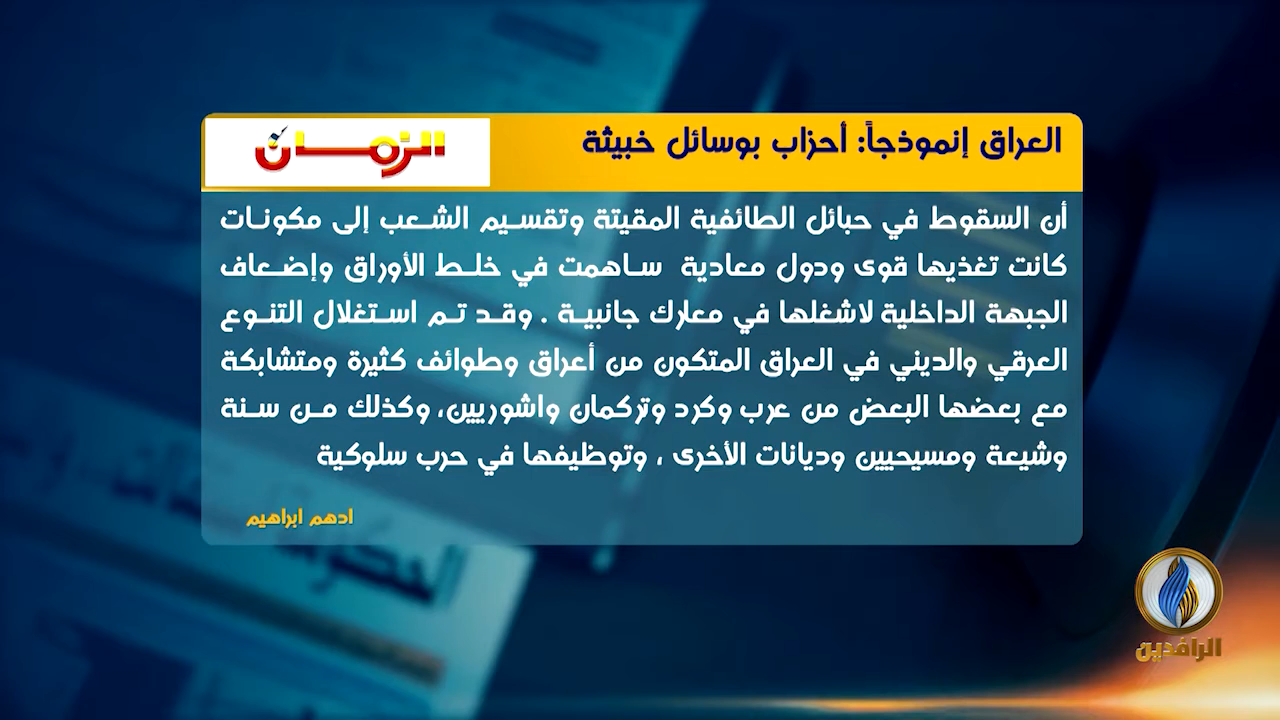 العراق إنموذجاً: أحزاب بوسائل خبيثة
الزمان
أن السقوط في حبائل الطائفية المقيتة وتقسيم الشعب إلى مكونات
كانت تغذيها قوى ودول معادية ساهمت في خلط الأوراق وإضعاف
الجبهة الداخلية لاشغلها في معارك جانبية . وقد تم استغلال التنوع
العرقي والديني في العراق المتكون من أعراق وطوائف كثيرة ومتشابكة
مع بعضها البعض من عرب وكرد وتركمان واشوريين، وكذلك من سنة
وشيعة ومسيحيين وديانات الأخرى ، وتوظيفها في حرب سلوكية
ادهم ابراهيم
الرافدين